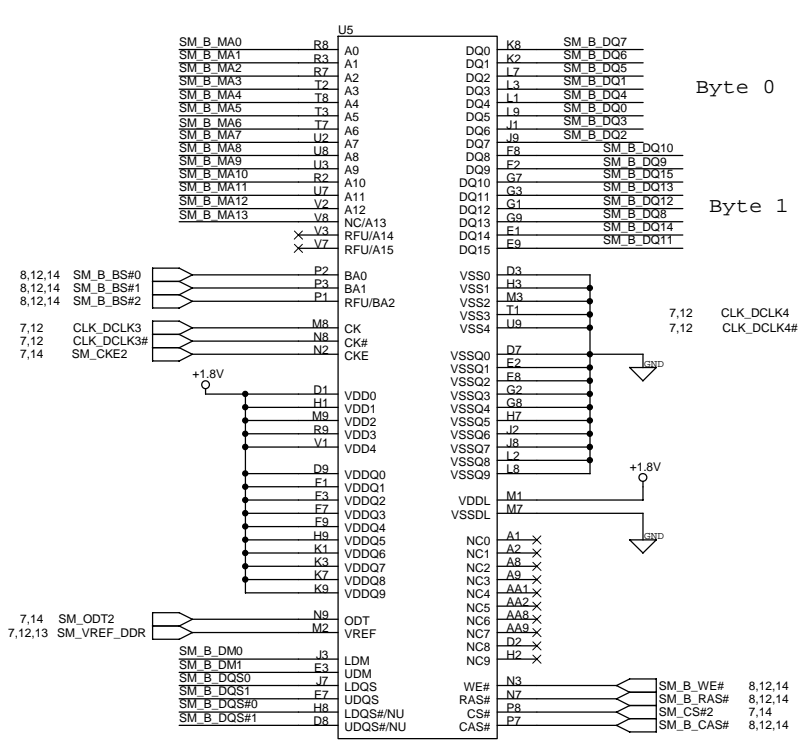 U5
SM_B_MA0 R8 A0 DQ0 K8 SM_B_DQ7
SM_B_MA1 R3 A1 DQ1 K2 SM_B_DQ6
SM_B_MA2 R7 A2 DQ2 L7 SM_B_DQ5
SM_B_MA3 T2 A3 DQ3 L3 SM_B_DQ1
SM_B_MA4 T8 A4 DQ4 L1 SM_B_DQ4
SM_B_MA5 T3 A5 DQ5 L9 SM_B_DQ0
SM_B_MA6 T7 A6 DQ6 J1 SM_B_DQ3
SM_B_MA7 U2 A7 DQ7 J9 SM_B_DQ2
Byte 0
SM_B_MA8 U8 A8 DQ8 F8 SM_B_DQ10
SM_B_MA9 U3 A9 DQ9 F2 SM_B_DQ9
SM_B_MA10 R2 A10 DQ10 G7 SM_B_DQ15
SM_B_MA11 U7 A11 DQ11 G3 SM_B_DQ13
SM_B_MA12 V2 A12 DQ12 G1 SM_B_DQ12
SM_B_MA13 V8 NC/A13 DQ13 G9 SM_B_DQ8
V3 RFU/A14 DQ14 E1 SM_B_DQ14
V7 RFU/A15 DQ15 E9 SM_B_DQ11
Byte 1
8,12,14 SM_B_BS#0 P2 BA0 VSS0 D3
8,12,14 SM_B_BS#1 P3 BA1 VSS1 H3
8,12,14 SM_B_BS#2 P1 RFU/BA2 VSS2 M3
VSS3 T1
7,12 CLK_DCLK4
7,12 CLK_DCLK3 M8 CK VSS4 U9
7,12 CLK_DCLK4#
7,12 CLK_DCLK3# N8 CK#
7,14 SM_CKE2 N2 CKE VSSQ0 D7
VSSQ1 E2
GND
VSSQ2 E8
+1.8V
D1 VDD0 VSSQ3 G2
H1 VDD1 VSSQ4 G8
M9 VDD2 VSSQ5 H7
R9 VDD3 VSSQ6 J2
V1 VDD4 VSSQ7 J8
VSSQ8 L2
D9 VDDQ0 VSSQ9 L8
+1.8V
F1 VDDQ1
F3 VDDQ2 VDDL M1
F7 VDDQ3 VSSDL M7
F9 VDDQ4
GND
H9 VDDQ5 NC0 A1
K1 VDDQ6 NC1 A2
K3 VDDQ7 NC2 A8
K7 VDDQ8 NC3 A9
K9 VDDQ9 NC4 AA1
NC5 AA2
7,14 SM_ODT2 N9 ODT NC6 AA8
7,12,13 SM_VREF_DDR M2 VREF NC7 AA9
NC8 D2
SM_B_DM0 J3 LDM NC9 H2
SM_B_DM1 E3 UDM
SM_B_DQS0 J7 LDQS WE# N3 SM_B_WE# 8,12,14
SM_B_DQS1 E7 UDQS RAS# N7 SM_B_RAS# 8,12,14
SM_B_DQS#0 H8 LDQS#/NU CS# P8 SM_CS#2 7,14
SM_B_DQS#1 D8 UDQS#/NU CAS# P7 SM_B_CAS# 8,12,14